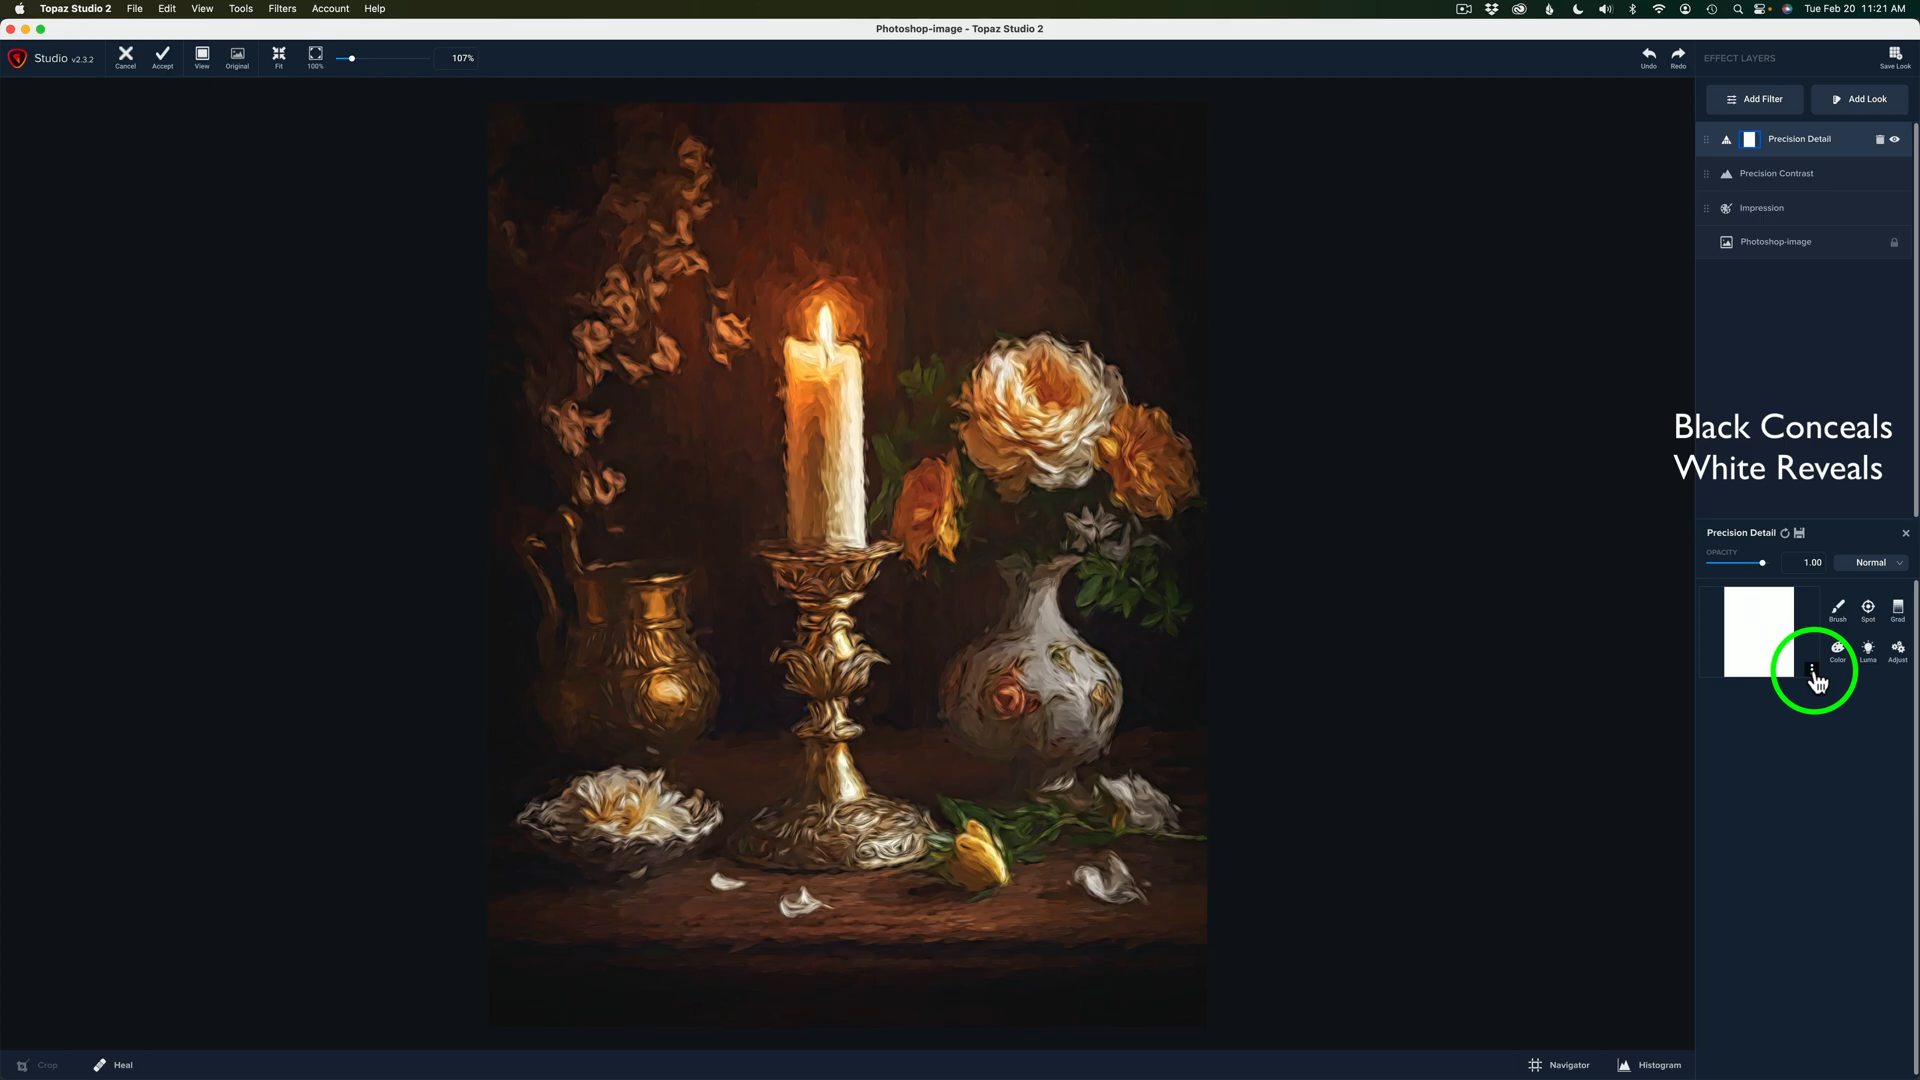 Topaz Studio 2 File Edit View Tools Filters Account Help Tue Feb 20 11:21 AM
Photoshop-image - Topaz Studio 2
Studio v2.3.2 Cancel Accept View Original Fit 100% 107% Undo Redo EFFECT LAYERS Save Look
Add Filter Add Look
Precision Detail
Precision Contrast
Impression
Photoshop-image
Black Conceals
White Reveals
Precision Detail
OPACITY
1.00 Normal
Brush Spot Grad
Color Luma Adjust
Crop Heal Navigator Histogram